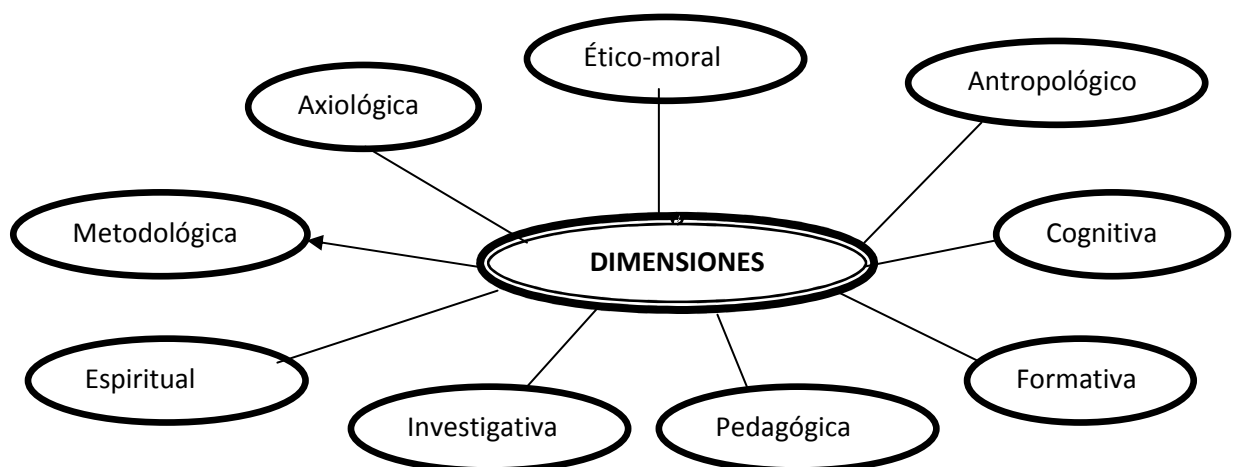 Ético-moral
Antropológico
Axiológica
Metodológica
Cognitiva
DIMENSIONES
Espiritual
Formativa
Investigativa
Pedagógica